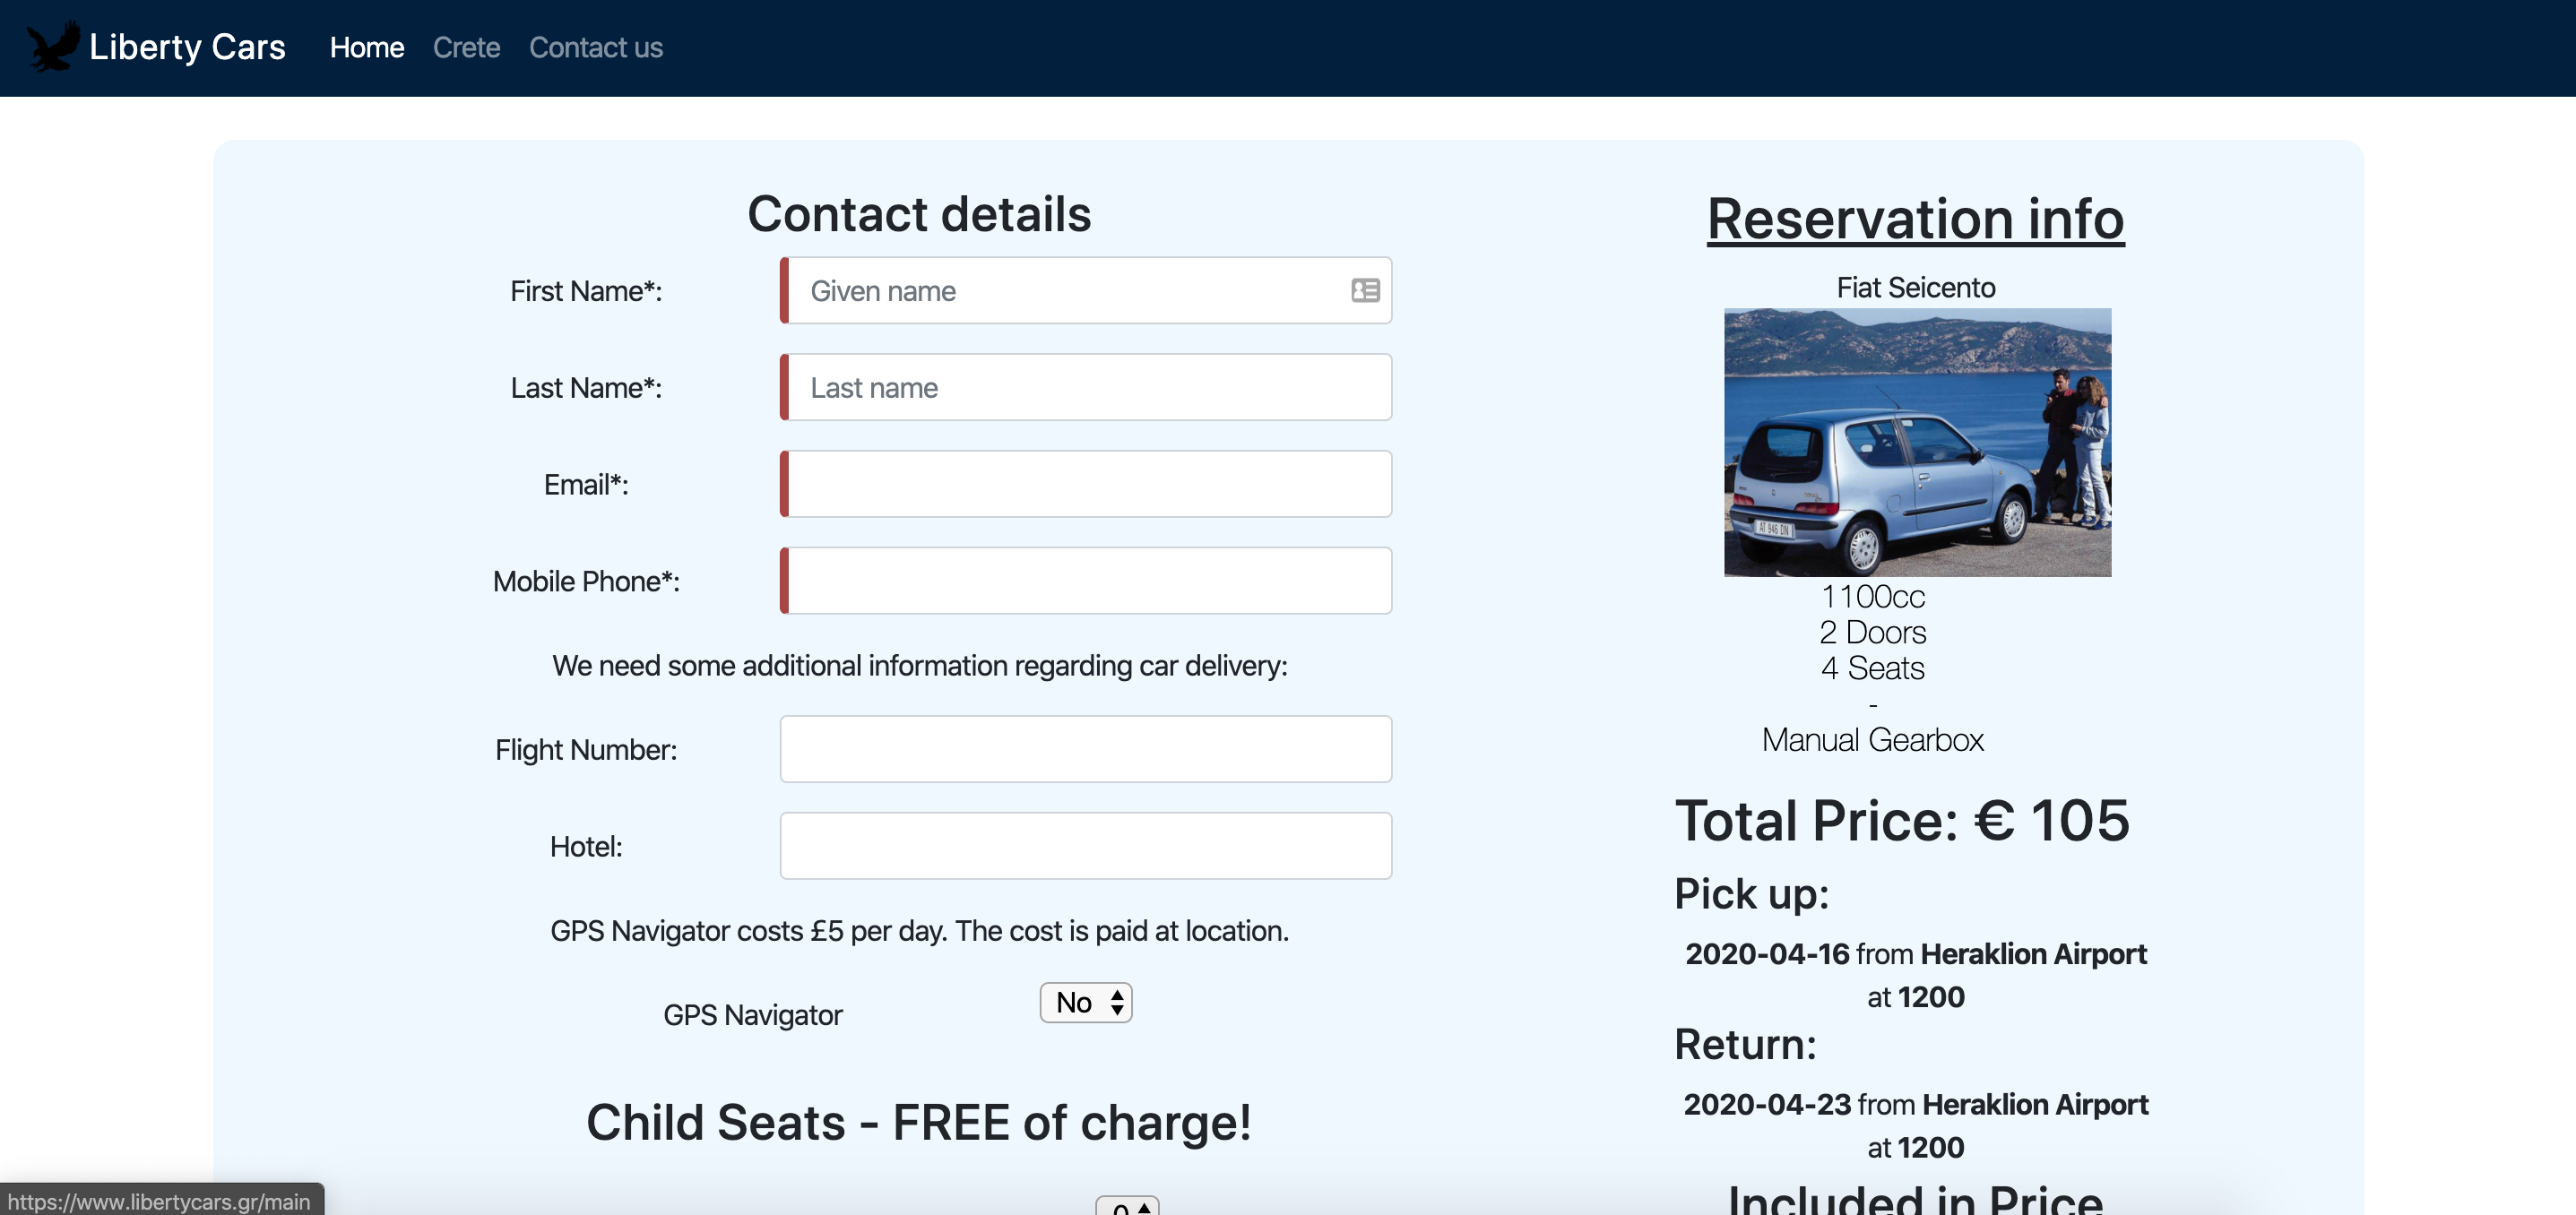 Liberty Cars
Home
Crete
Contact us
Contact details
First Name*:
Given name
Last Name*:
Last name
Email*:
Mobile Phone*:
We need some additional information regarding car delivery:
Flight Number:
Hotel:
GPS Navigator costs £5 per day. The cost is paid at location.
GPS Navigator
No
Child Seats - FREE of charge!
0
Reservation info
Fiat Seicento
AT 946 DN
1100cc
2 Doors
4 Seats
-
Manual Gearbox
Total Price: € 105
Pick up:
2020-04-16 from Heraklion Airport
at 1200
Return:
2020-04-23 from Heraklion Airport
at 1200
Included in Price
https://www.libertycars.gr/main